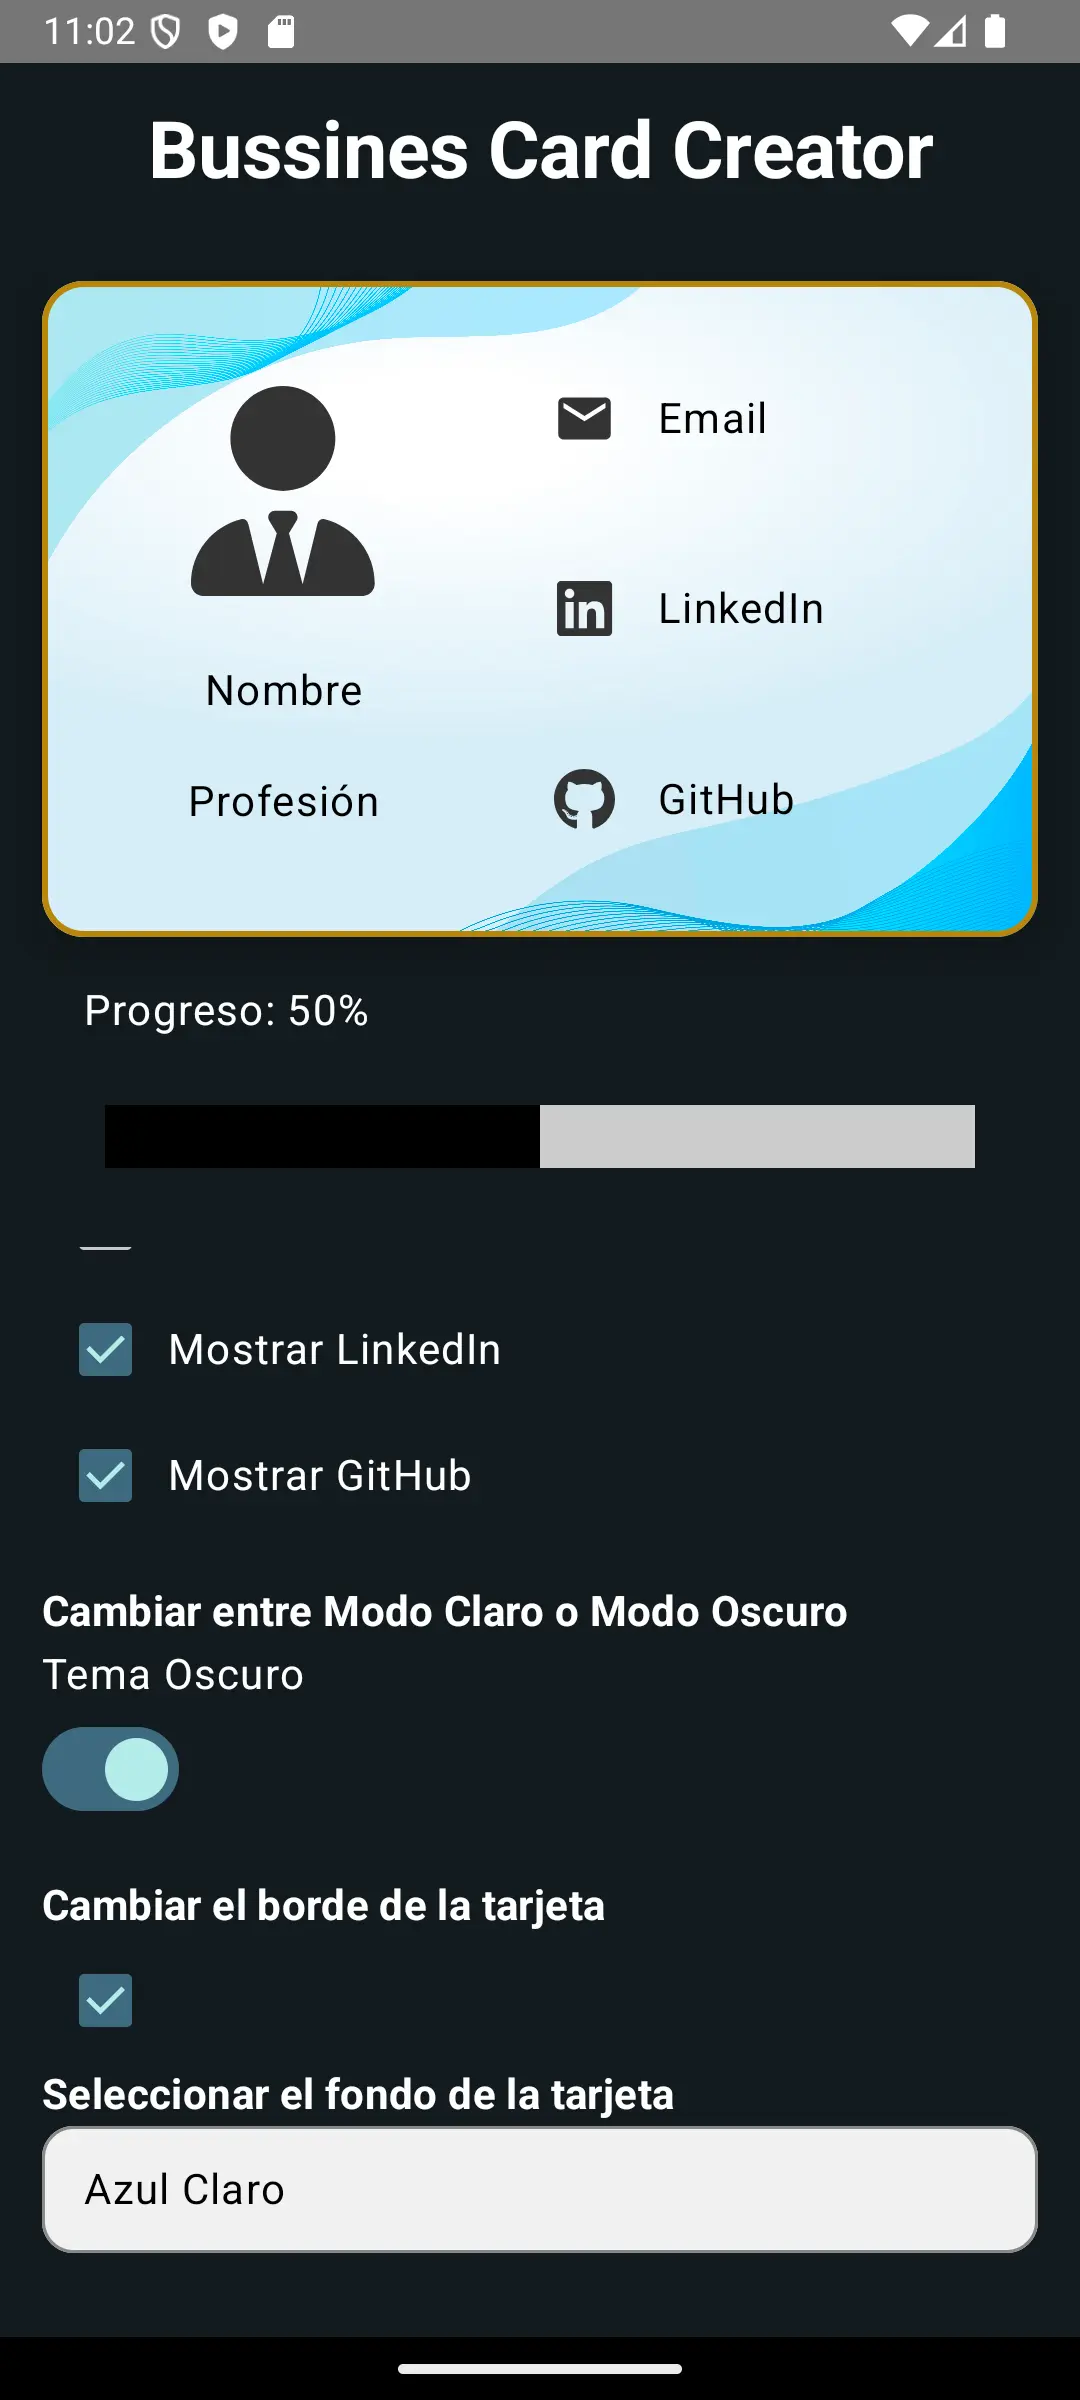 11:02
Bussines Card Creator
Email
LinkedIn
Nombre
Profesión
GitHub
Progreso: 50%
Mostrar LinkedIn
Mostrar GitHub
Cambiar entre Modo Claro o Modo Oscuro
Tema Oscuro
Cambiar el borde de la tarjeta
Seleccionar el fondo de la tarjeta
Azul Claro